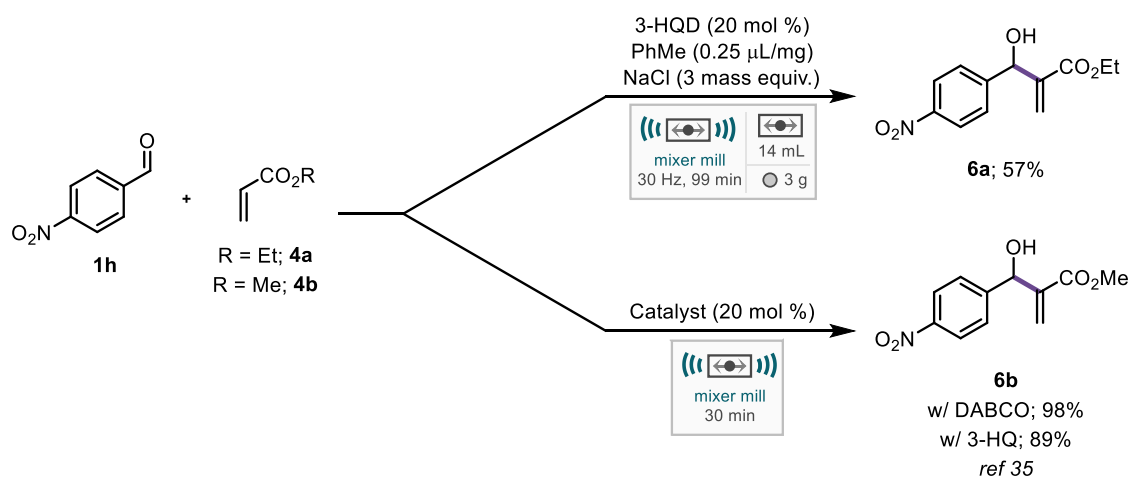 3-HQD (20 mol %)
PhMe (0.25 μL/mg)
NaCl (3 mass equiv.)
mixer mill
30 Hz, 99 min
14 mL
3 g
OH
CO2Et
O2N
6a; 57%
O
O2N
1h
+
CO2R
R = Et; 4a
R = Me; 4b
Catalyst (20 mol %)
mixer mill
30 min
OH
CO2Me
O2N
6b
w/ DABCO; 98%
w/ 3-HQ; 89%
ref 35